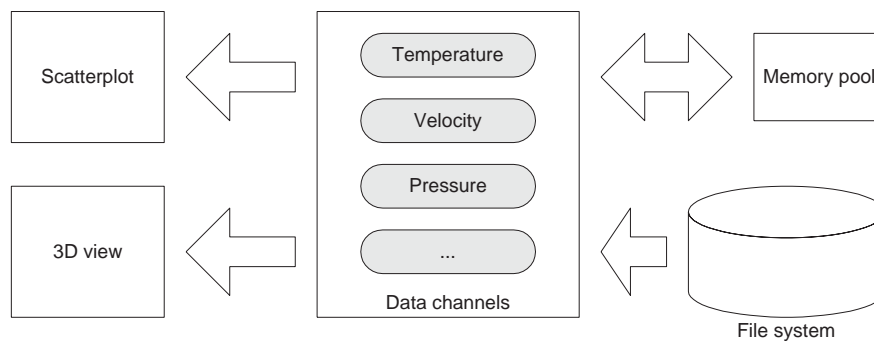 Scatterplot
3D view
Temperature
Velocity
Pressure
...
Data channels
Memory pool
File system